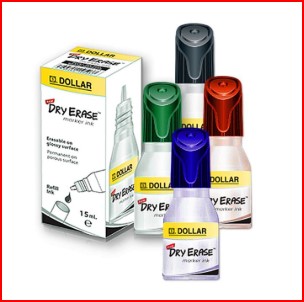 DOLLAR
DRY ERASE
marker ink
Erasable on
glossy surface
Permanent on
porous surface
Refill
Ink
15 mL
DOLLAR
DRY ERASE
marker ink
DOLLAR
DRY ERASE
marker ink